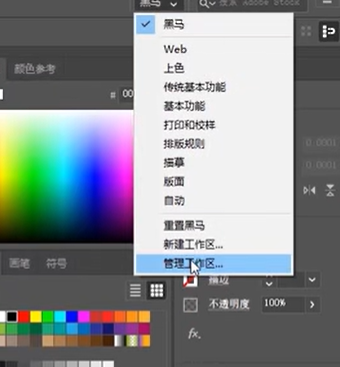 黑马
搜索 Adobe Stock
黑马
Web
上色
传统基本功能
基本功能
打印和校样
排版规则
描摹
版面
自动
重置黑马
新建工作区...
管理工作区...
颜色参考
# 00
0.0001
0.0001
画笔 符号
描边
不透明度 100%
fx.